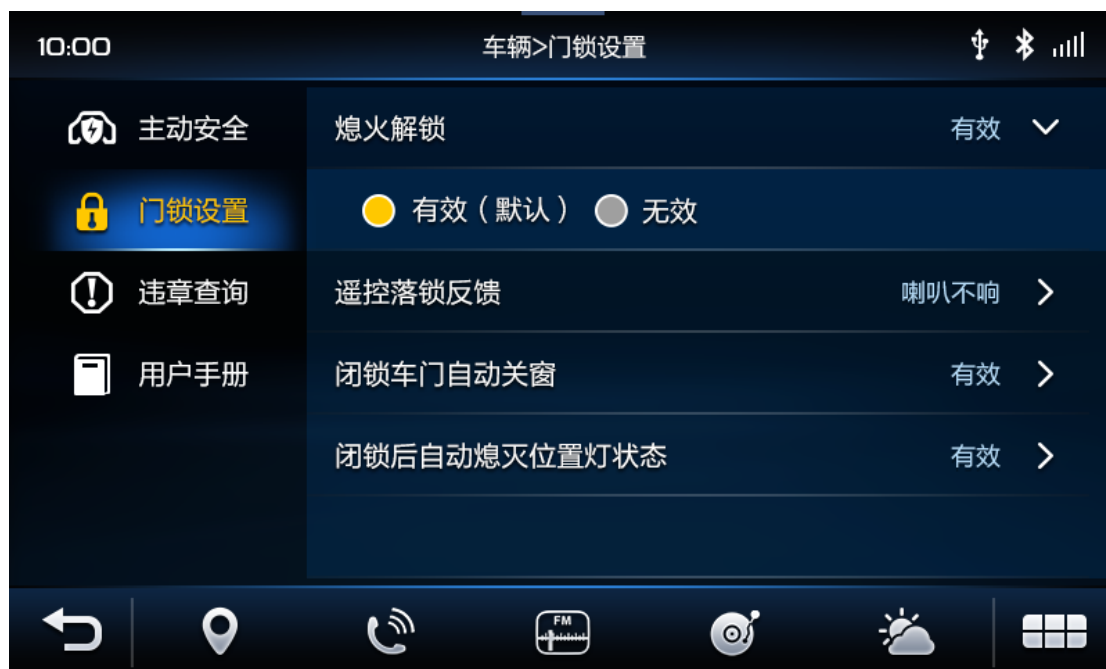 10:00 车辆>门锁设置
主动安全
门锁设置
违章查询
用户手册
熄火解锁 有效
有效（默认） 无效
遥控落锁反馈 喇叭不响
闭锁车门自动关窗 有效
闭锁后自动熄灭位置灯状态 有效
FM